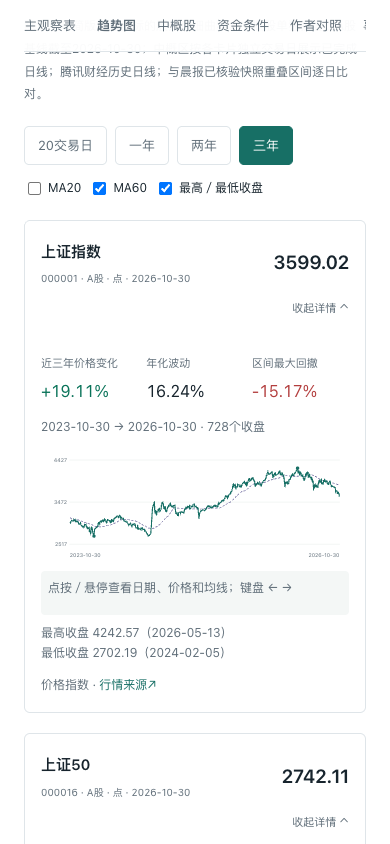 主观察表 趋势图 中概股 资金条件 作者对照
日线；腾讯财经历史日线；与晨报已核验快照重叠区间逐日比
对。
20交易日 一年 两年 三年
MA20 MA60 最高 / 最低收盘
上证指数
3599.02
000001 · A股 · 点 · 2026-10-30
收起详情
近三年价格变化 年化波动 区间最大回撤
+19.11% 16.24% -15.17%
2023-10-30 → 2026-10-30 · 728个收盘
4427
3472
2517
2023-10-30 2026-10-30
点按 / 悬停查看日期、价格和均线；键盘 ← →
最高收盘 4242.57（2026-05-13）
最低收盘 2702.19（2024-02-05）
价格指数 · 行情来源↗
上证50
2742.11
000016 · A股 · 点 · 2026-10-30
收起详情